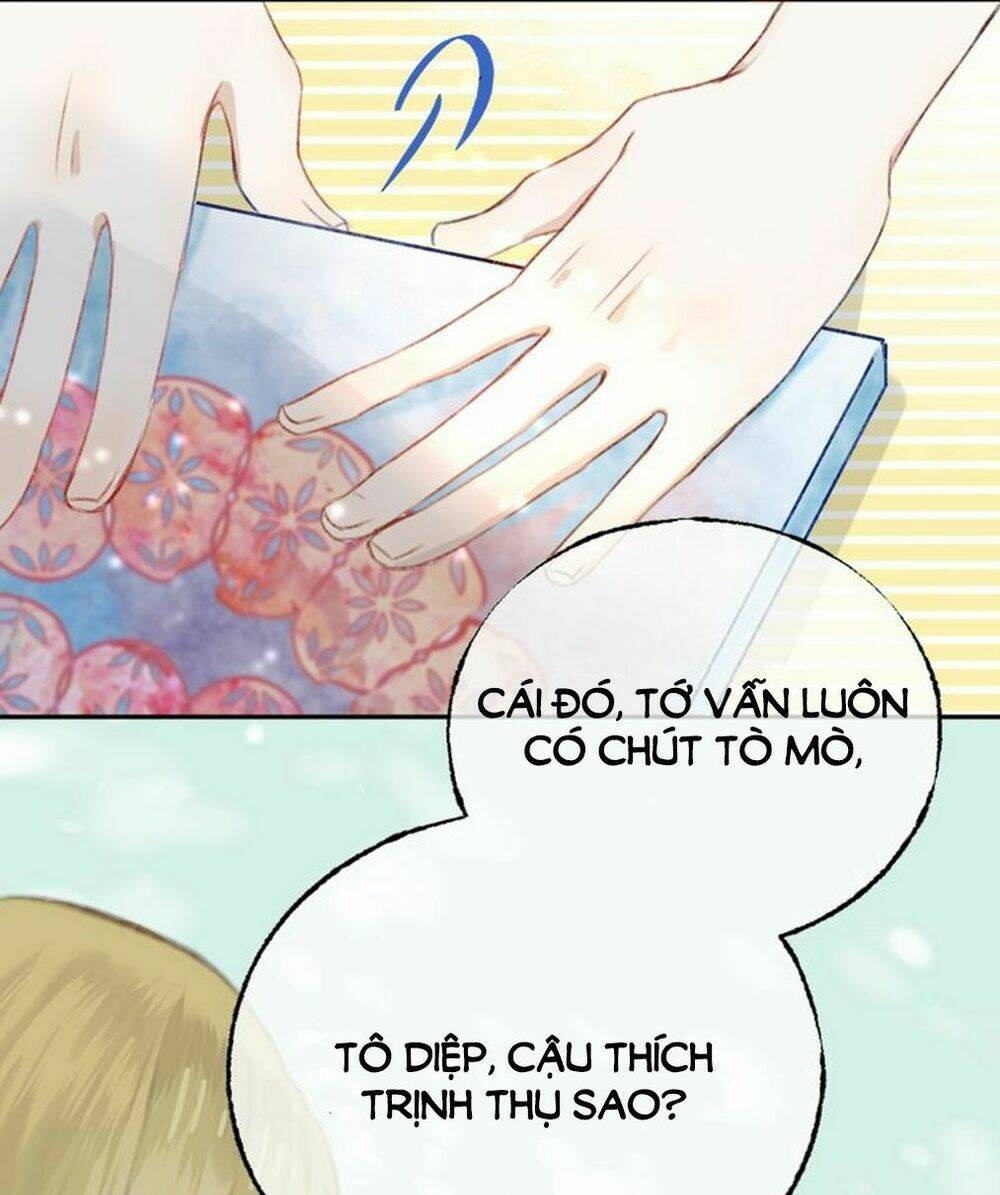 CÁI ĐÓ, TỚ VẪN LUÔN
CÓ CHÚT TÒ MÒ,
TÔ DIỆP, CẬU THÍCH
TRỊNH THỤ SAO?